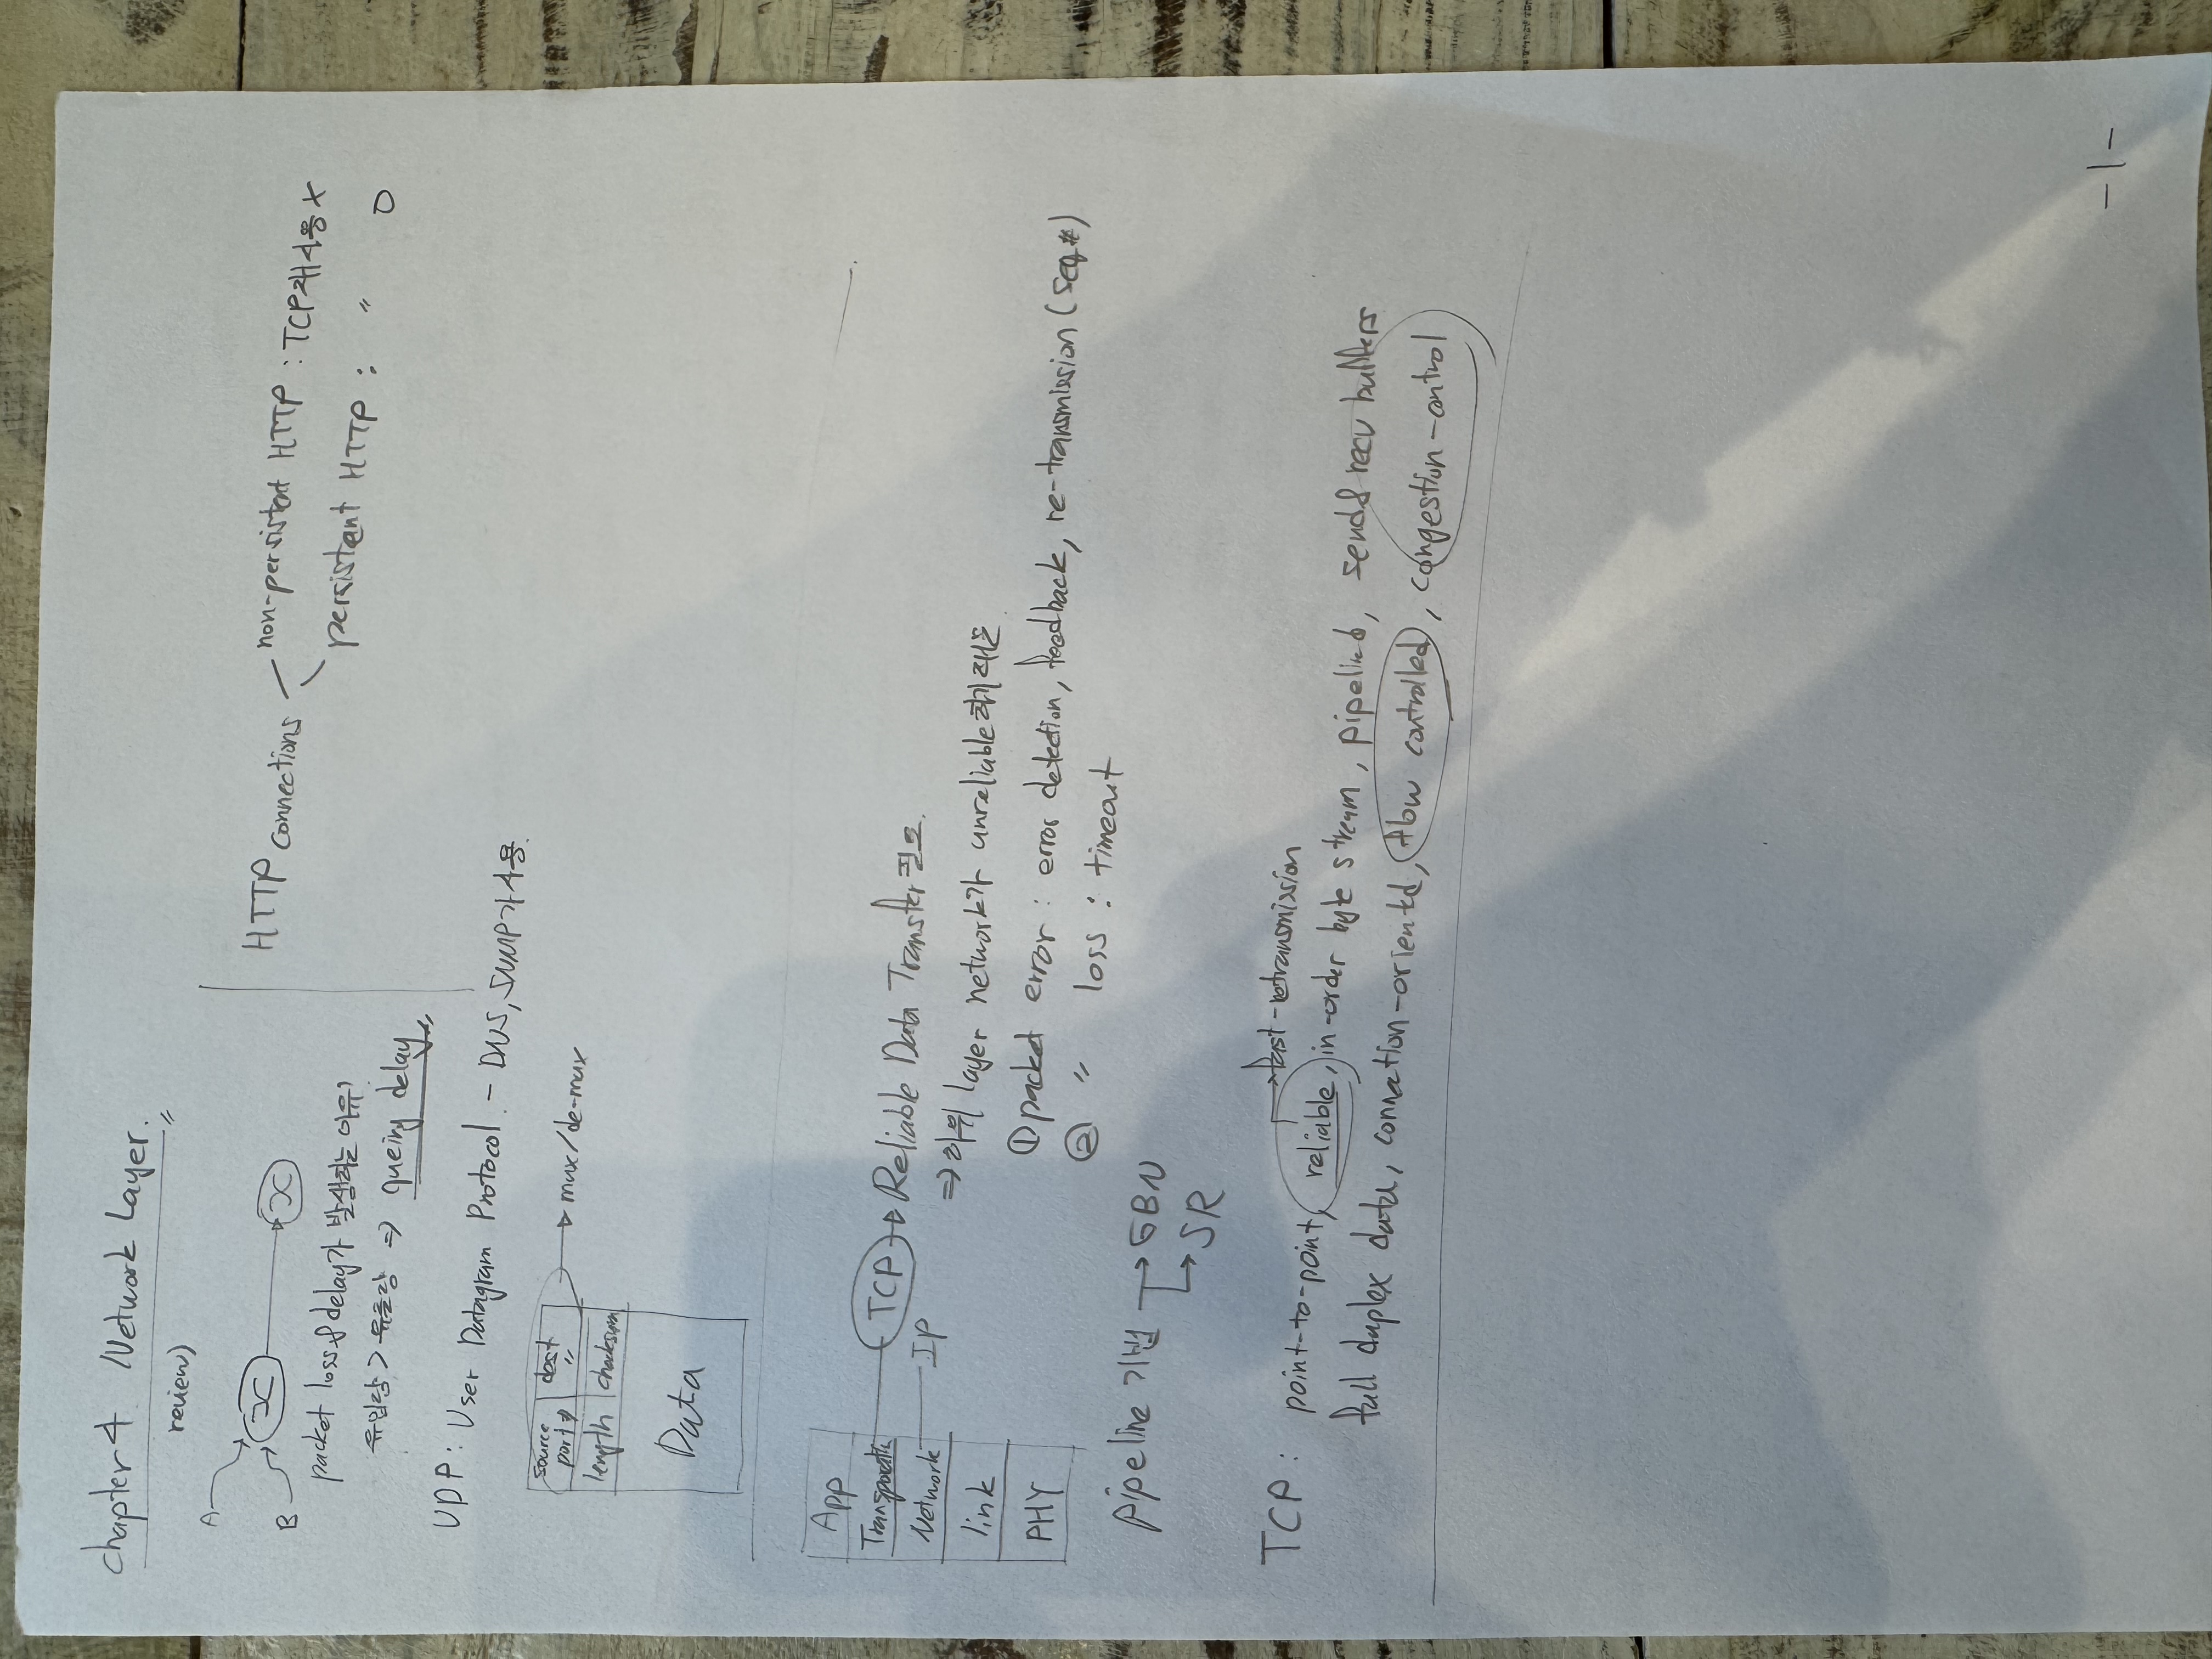 chapter 4 Network Layer.
review)
A
B
packet loss & delay가 발생하는 이유?
유입량 > 유출량 ⇒ queing delay
HTTP connections
non-persistent HTTP : TCP 재사용 X
persistent HTTP : 〃 O
UDP : User Datagram Protocol - DNS, SNMP가 사용.
source port# dest 〃
→ mux/de-mux
length checksum
Data
App
Network
IP
link
PHY
TCP → Reliable Data Transfer 필요.
⇒ 하위 layer network가 unreliable하기 때문
① packet error : error detection, feedback, re-transmission (seq#)
② 〃 loss : timeout
pipeline 기법 → GBN
→ SR
→ fast-retransmission
TCP : point-to-point, reliable, in-order byte stream, pipelined, send & recv buffers
full duplex data, flow controlled, congestion-control
-1-